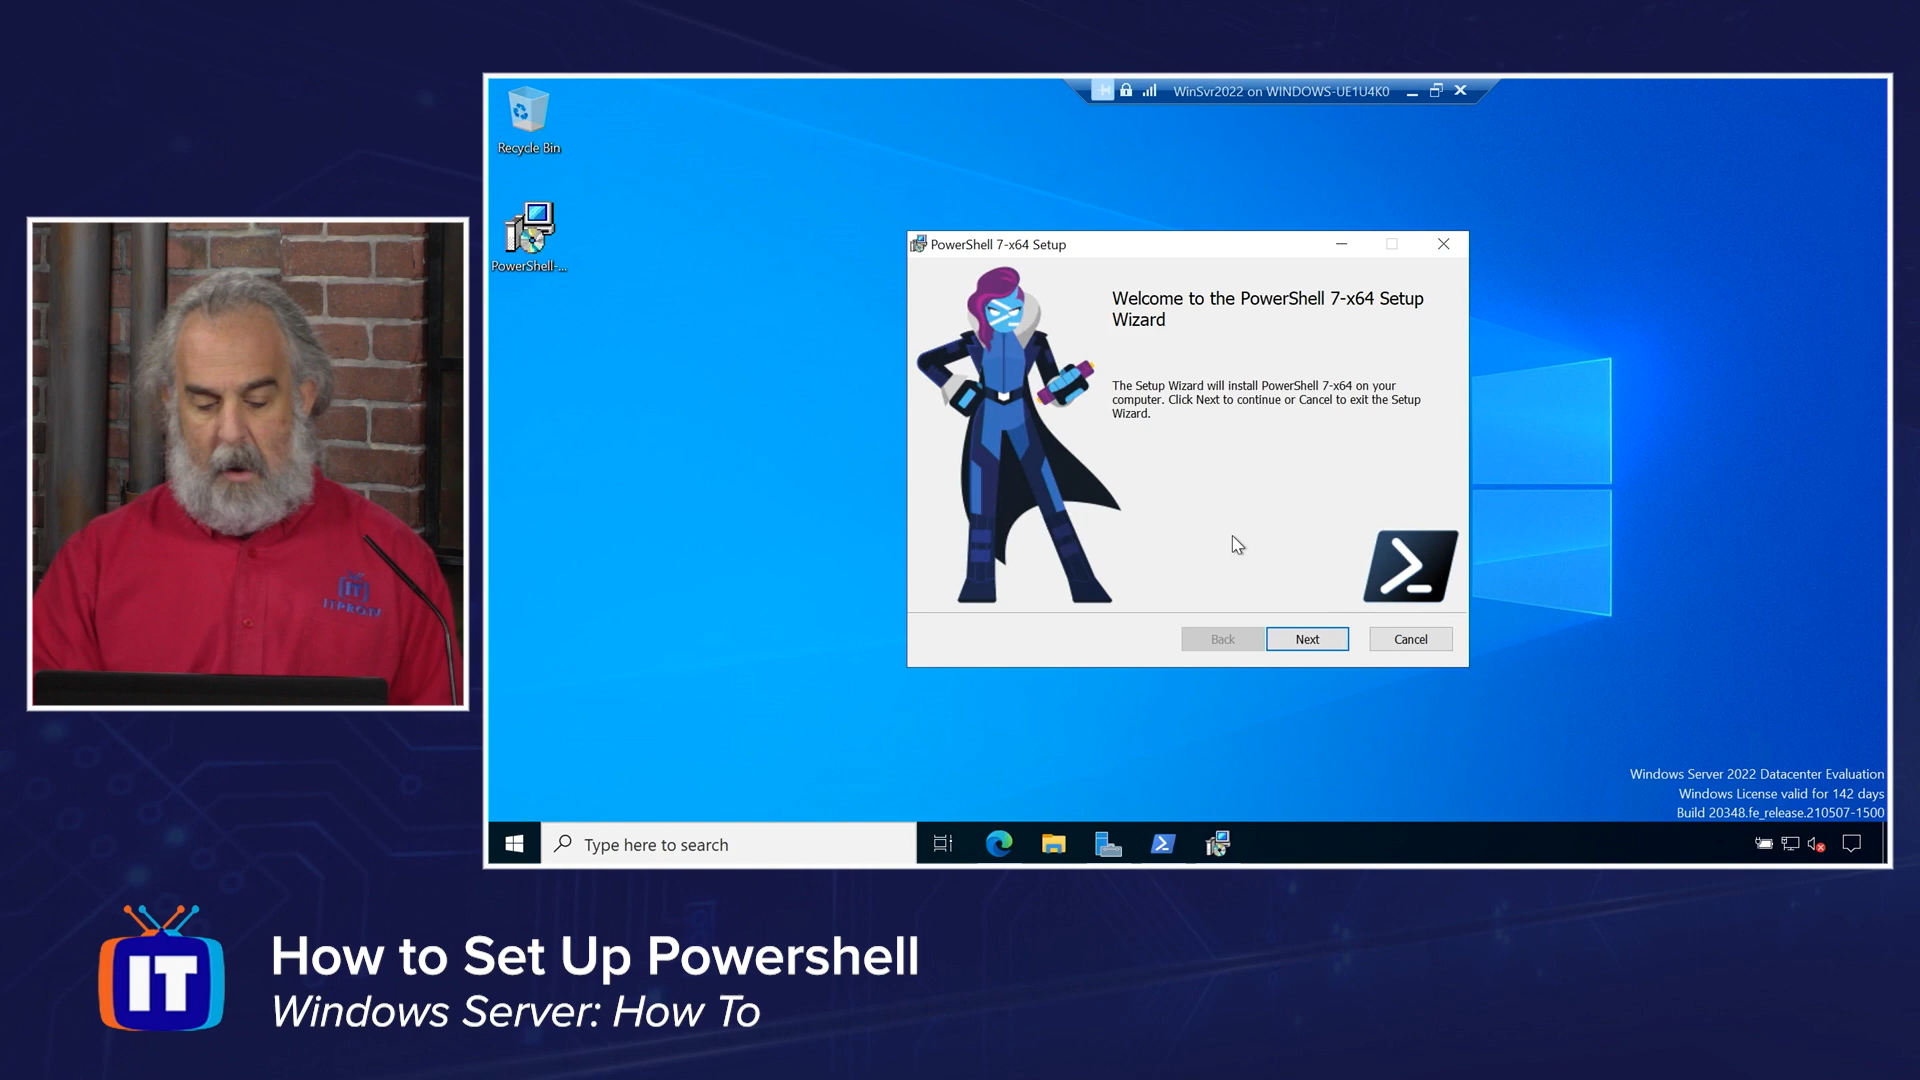 WinSvr2022 on WINDOWS-UE1U4K0
Recycle Bin
PowerShell-...
PowerShell 7-x64 Setup
Welcome to the PowerShell 7-x64 Setup
Wizard
The Setup Wizard will install PowerShell 7-x64 on your
computer. Click Next to continue or Cancel to exit the Setup
Wizard.
Back
Next
Cancel
IT
ITPROTV
Windows Server 2022 Datacenter Evaluation
Windows License valid for 142 days
Build 20348.fe_release.210507-1500
Type here to search
IT
How to Set Up Powershell
Windows Server: How To